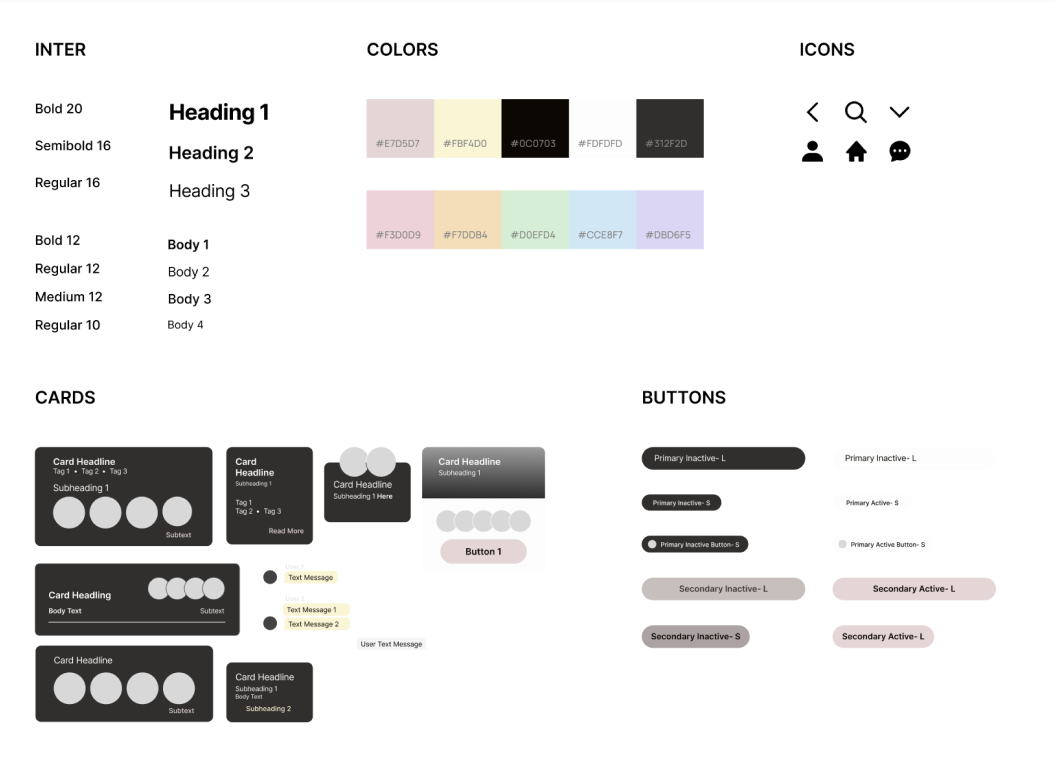 INTER
Bold 20
Heading 1
Semibold 16
Heading 2
Regular 16
Heading 3
Bold 12
Body 1
Regular 12
Body 2
Medium 12
Body 3
Regular 10
Body 4
COLORS
#E7D5D7
#FBF4D0
#0C0703
#FDFDFD
#312F2D
#F3D0D9
#F7DDB4
#D0EFD4
#CCE8F7
#DBD6F5
ICONS
CARDS
Card Headline
Tag 1 • Tag 2 • Tag 3
Subheading 1
Subtext
Card
Headline
Subheading 1
Tag 1
Tag 2 • Tag 3
Read More
Card Headline
Subheading 1 Here
Card Headline
Subheading 1
Button 1
Card Headling
Body Text
Subtext
User 1
Text Message
User 2
Text Message 1
Text Message 2
User Text Message
Card Headline
Subtext
Card Headline
Subheading 1
Body Text
Subheading 2
BUTTONS
Primary Inactive- L
Primary Inactive- L
Primary Inactive- S
Primary Active- S
Primary Inactive Button- S
Primary Active Button- S
Secondary Inactive- L
Secondary Active- L
Secondary Inactive- S
Secondary Active- L